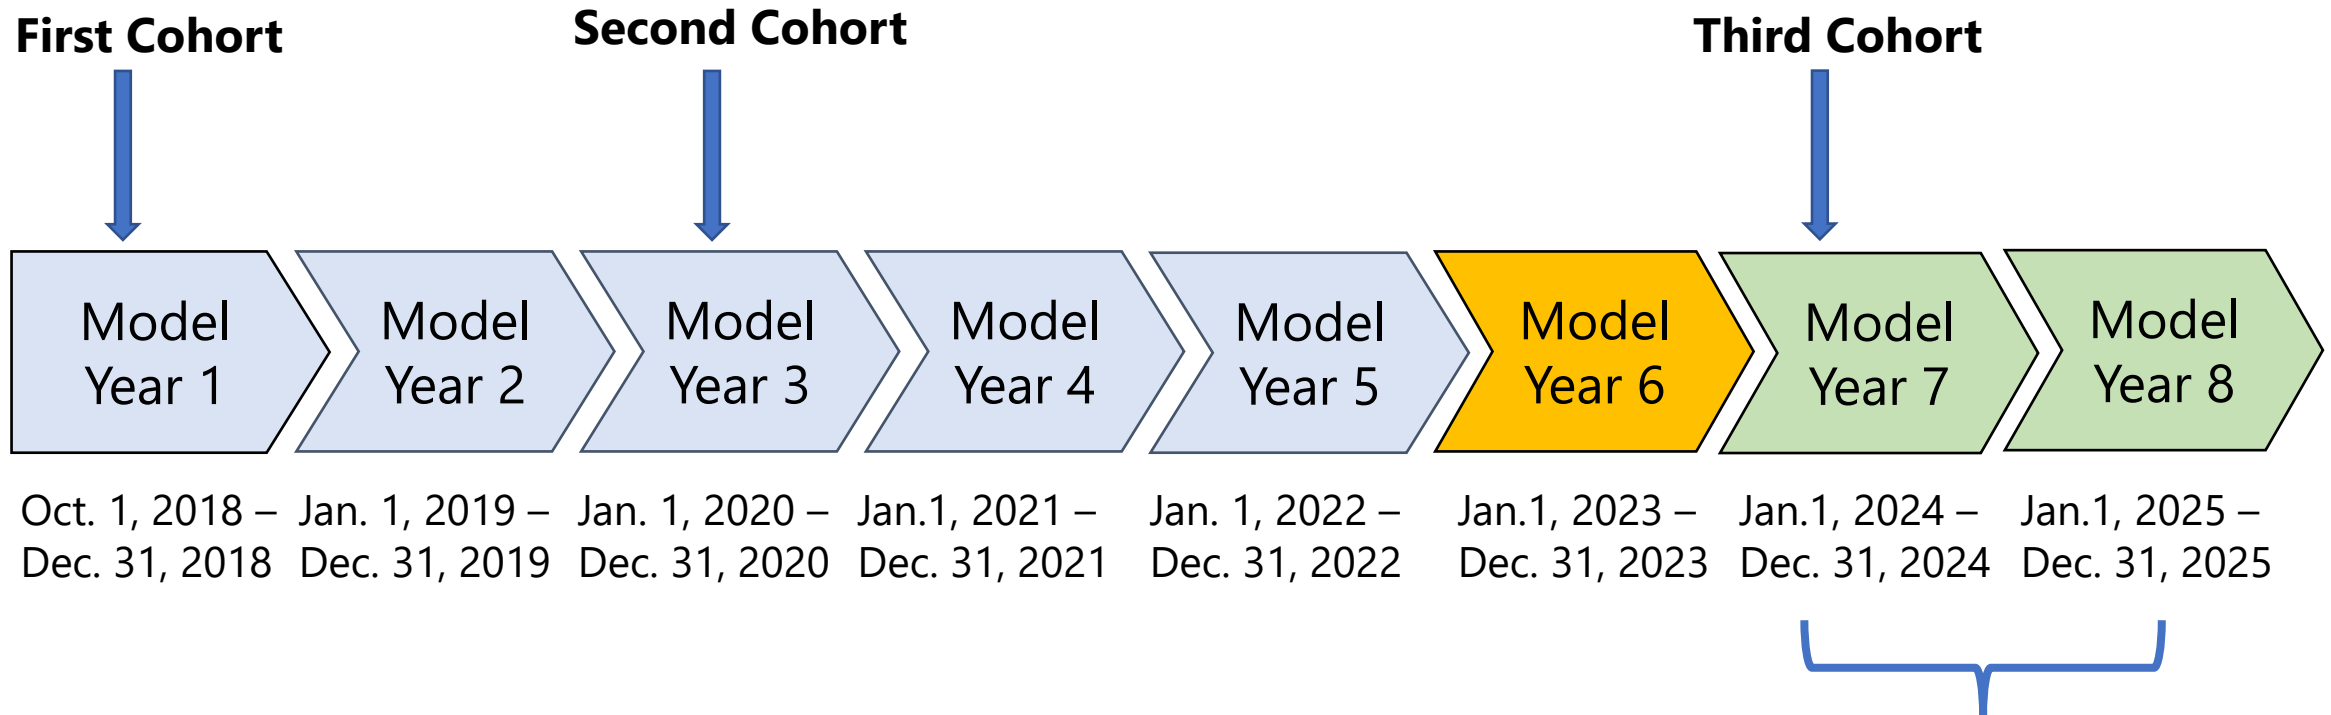 First Cohort
Second Cohort
Third Cohort
Model
Year 1
Model
Year 2
Model
Year 3
Model
Year 4
Model
Year 5
Model
Year 6
Model
Year 7
Model
Year 8
Oct. 1, 2018 –
Dec. 31, 2018
Jan. 1, 2019 –
Dec. 31, 2019
Jan. 1, 2020 –
Dec. 31, 2020
Jan.1, 2021 –
Dec. 31, 2021
Jan. 1, 2022 –
Dec. 31, 2022
Jan.1, 2023 –
Dec. 31, 2023
Jan.1, 2024 –
Dec. 31, 2024
Jan.1, 2025 –
Dec. 31, 2025